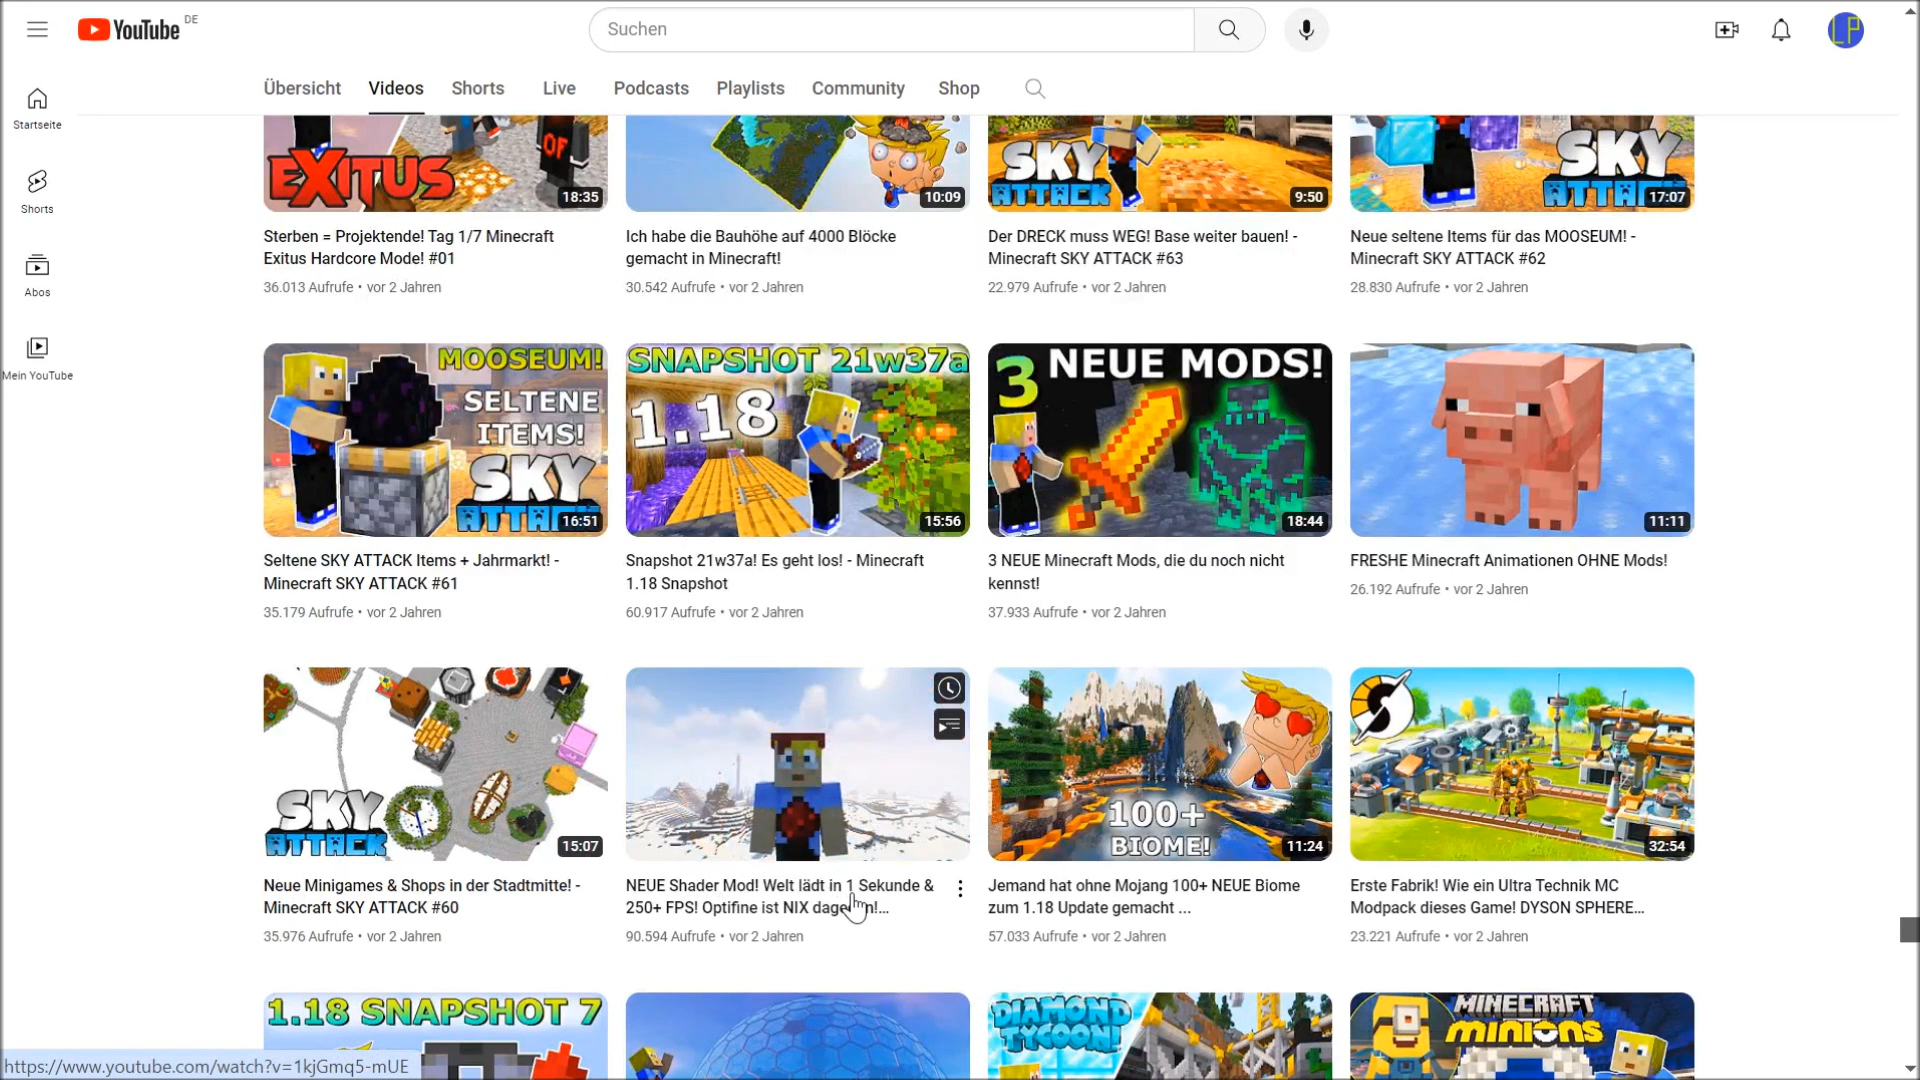 YouTube DE
Suchen
LP
Übersicht Videos Shorts Live Podcasts Playlists Community Shop
Startseite
Shorts
Abos
Mein YouTube
EXITUS OF 18:35
10:09
SKY ATTACK 9:50
SKY ATTACK 17:07
Sterben = Projektende! Tag 1/7 Minecraft
Exitus Hardcore Mode! #01
36.013 Aufrufe • vor 2 Jahren
Ich habe die Bauhöhe auf 4000 Blöcke
gemacht in Minecraft!
30.542 Aufrufe • vor 2 Jahren
Der DRECK muss WEG! Base weiter bauen! -
Minecraft SKY ATTACK #63
22.979 Aufrufe • vor 2 Jahren
Neue seltene Items für das MOOSEUM! -
Minecraft SKY ATTACK #62
28.830 Aufrufe • vor 2 Jahren
MOOSEUM!
SELTENE
ITEMS!
SKY
16:51
SNAPSHOT 21w37a
1.18
15:56
3 NEUE MODS!
18:44
11:11
Seltene SKY ATTACK Items + Jahrmarkt! -
Minecraft SKY ATTACK #61
35.179 Aufrufe • vor 2 Jahren
Snapshot 21w37a! Es geht los! - Minecraft
1.18 Snapshot
60.917 Aufrufe • vor 2 Jahren
3 NEUE Minecraft Mods, die du noch nicht
kennst!
37.933 Aufrufe • vor 2 Jahren
FRESHE Minecraft Animationen OHNE Mods!
26.192 Aufrufe • vor 2 Jahren
SKY
ATTACK
15:07
100+
BIOME!
11:24
32:54
Neue Minigames & Shops in der Stadtmitte! -
Minecraft SKY ATTACK #60
35.976 Aufrufe • vor 2 Jahren
NEUE Shader Mod! Welt lädt in 1 Sekunde &
250+ FPS! Optifine ist NIX
90.594 Aufrufe • vor 2 Jahren
Jemand hat ohne Mojang 100+ NEUE Biome
zum 1.18 Update gemacht ...
57.033 Aufrufe • vor 2 Jahren
Erste Fabrik! Wie ein Ultra Technik MC
Modpack dieses Game! DYSON SPHERE...
23.221 Aufrufe • vor 2 Jahren
1.18 SNAPSHOT 7
DIAMOND
TYCOON!
MINECRAFT
MINIONS
https://www.youtube.com/watch?v=1kjGmq5-mUE